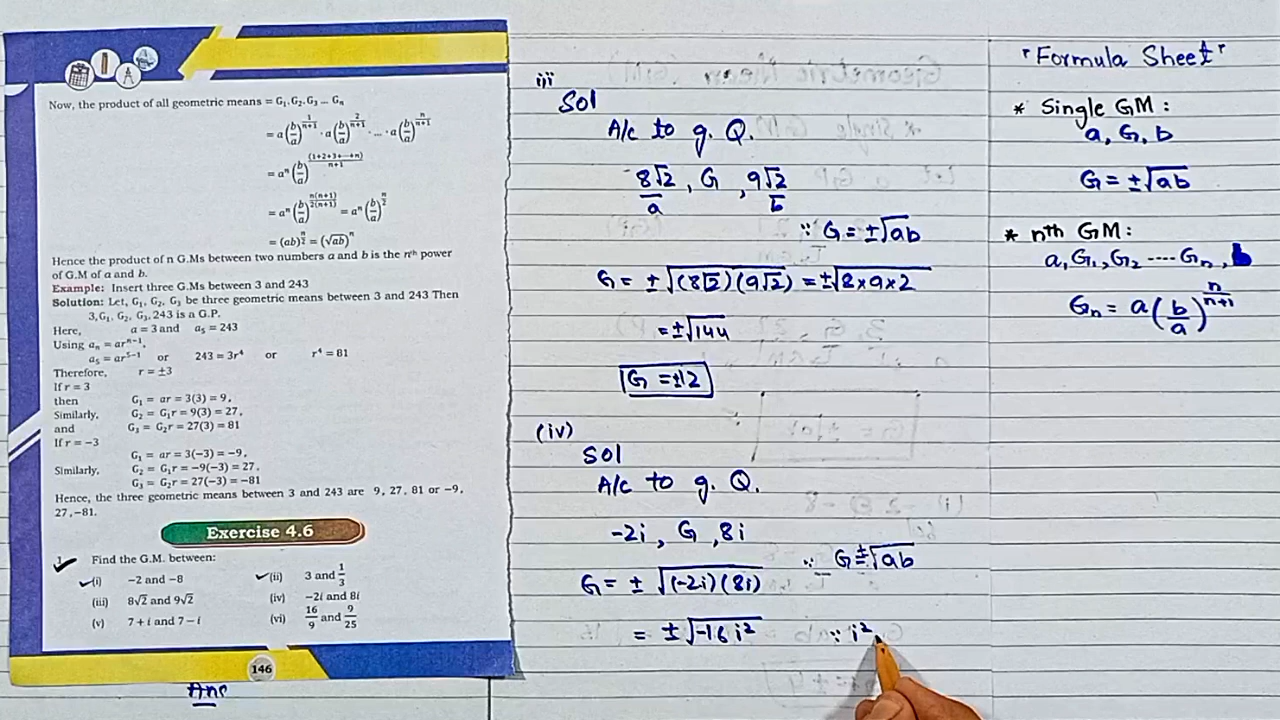 Now, the product of all geometric means = G₁. G₂. G₃ ... Gₙ
= a(b/a)^(1/(n+1)) · a(b/a)^(2/(n+1)) · ... · a(b/a)^(n/(n+1))
= aⁿ (b/a)^((1+2+3+⋯+n)/(n+1))
= aⁿ (b/a)^(n(n+1)/2(n+1)) = aⁿ (b/a)^(n/2)
= (ab)^(n/2) = (√ab)ⁿ
Hence the product of n G.Ms between two numbers a and b is the nᵗʰ power
of G.M of a and b.
Example: Insert three G.Ms between 3 and 243
Solution: Let, G₁, G₂, G₃ be three geometric means between 3 and 243 Then
3, G₁, G₂, G₃, 243 is a G.P.
Here, a = 3 and a₅ = 243
Using aₙ = arⁿ⁻¹,
a₅ = ar⁵⁻¹ or 243 = 3r⁴ or r⁴ = 81
Therefore, r = ±3
If r = 3
then G₁ = ar = 3(3) = 9,
Similarly, G₂ = G₁r = 9(3) = 27,
and G₃ = G₂r = 27(3) = 81
If r = −3
G₁ = ar = 3(−3) = −9,
Similarly, G₂ = G₁r = −9(−3) = 27,
G₃ = G₂r = 27(−3) = −81
Hence, the three geometric means between 3 and 243 are 9, 27, 81 or −9,
27, −81.
Exercise 4.6
1. Find the G.M. between:
(i) −2 and −8 (ii) 3 and 1/3
(iii) 8√2 and 9√2 (iv) −2i and 8i
(v) 7 + i and 7 − i (vi) 16/9 and 9/25
146
Ans
iii
Sol
A/c to g. Q.
8√2, G, 9√2
a b
∵ G = ±√ab
G = ±√(8√2)(9√2) = ±√8×9×2
= ±√144
G = ±12
(iv)
Sol
A/c to g. Q.
-2i, G, 8i
∵ G=±√ab
G = ± √(-2i)(8i)
= ±√-16i² ∵ i²
"Formula Sheet"
* Single GM:
a, G, b
G = ±√ab
* nth GM:
a, G₁, G₂ ---- Gₙ, b
Gₙ = a(b/a)^(n/(n+1))